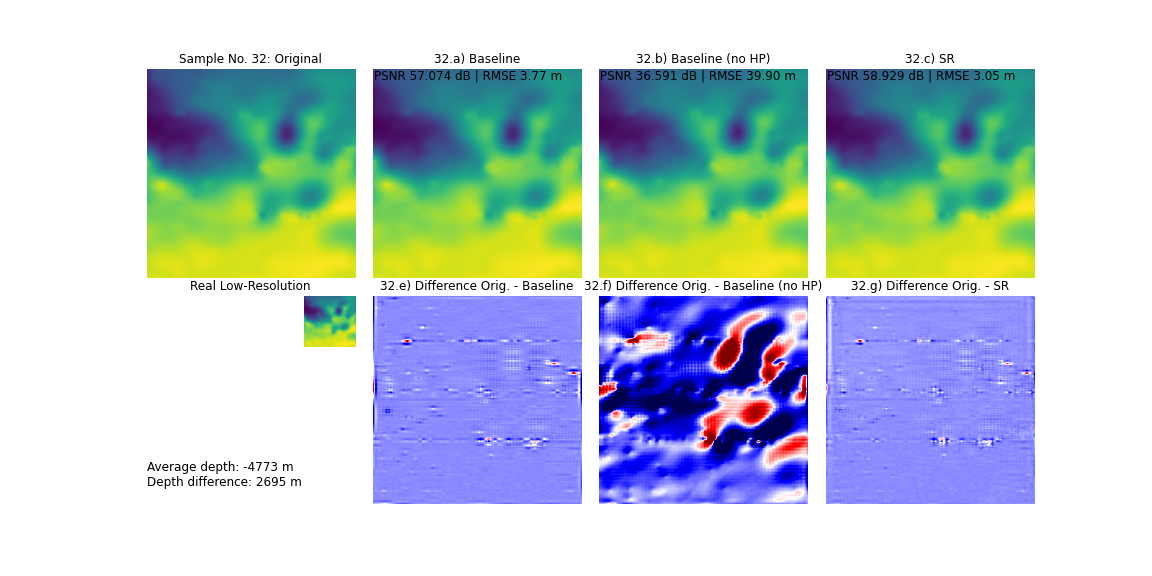 Sample No. 32: Original
32.a) Baseline
32.b) Baseline (no HP)
32.c) SR
PSNR 57.074 dB | RMSE 3.77 m
PSNR 36.591 dB | RMSE 39.90 m
PSNR 58.929 dB | RMSE 3.05 m
Real Low-Resolution
32.e) Difference Orig. - Baseline
32.f) Difference Orig. - Baseline (no HP)
32.g) Difference Orig. - SR
Average depth: -4773 m
Depth difference: 2695 m